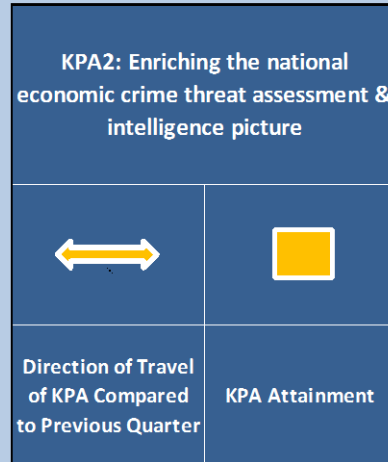 KPA2: Enriching the national
economic crime threat assessment &
intelligence picture
Direction of Travel
of KPA Compared
to Previous Quarter
KPA Attainment